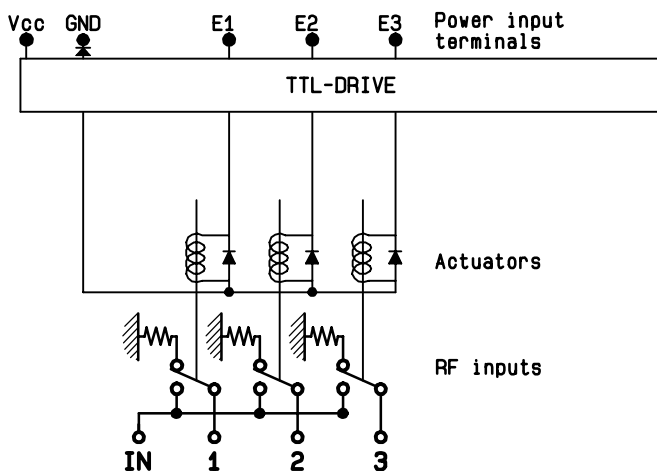 Vcc GND E1 E2 E3 Power input
terminals
TTL-DRIVE
Actuators
RF inputs
IN 1 2 3